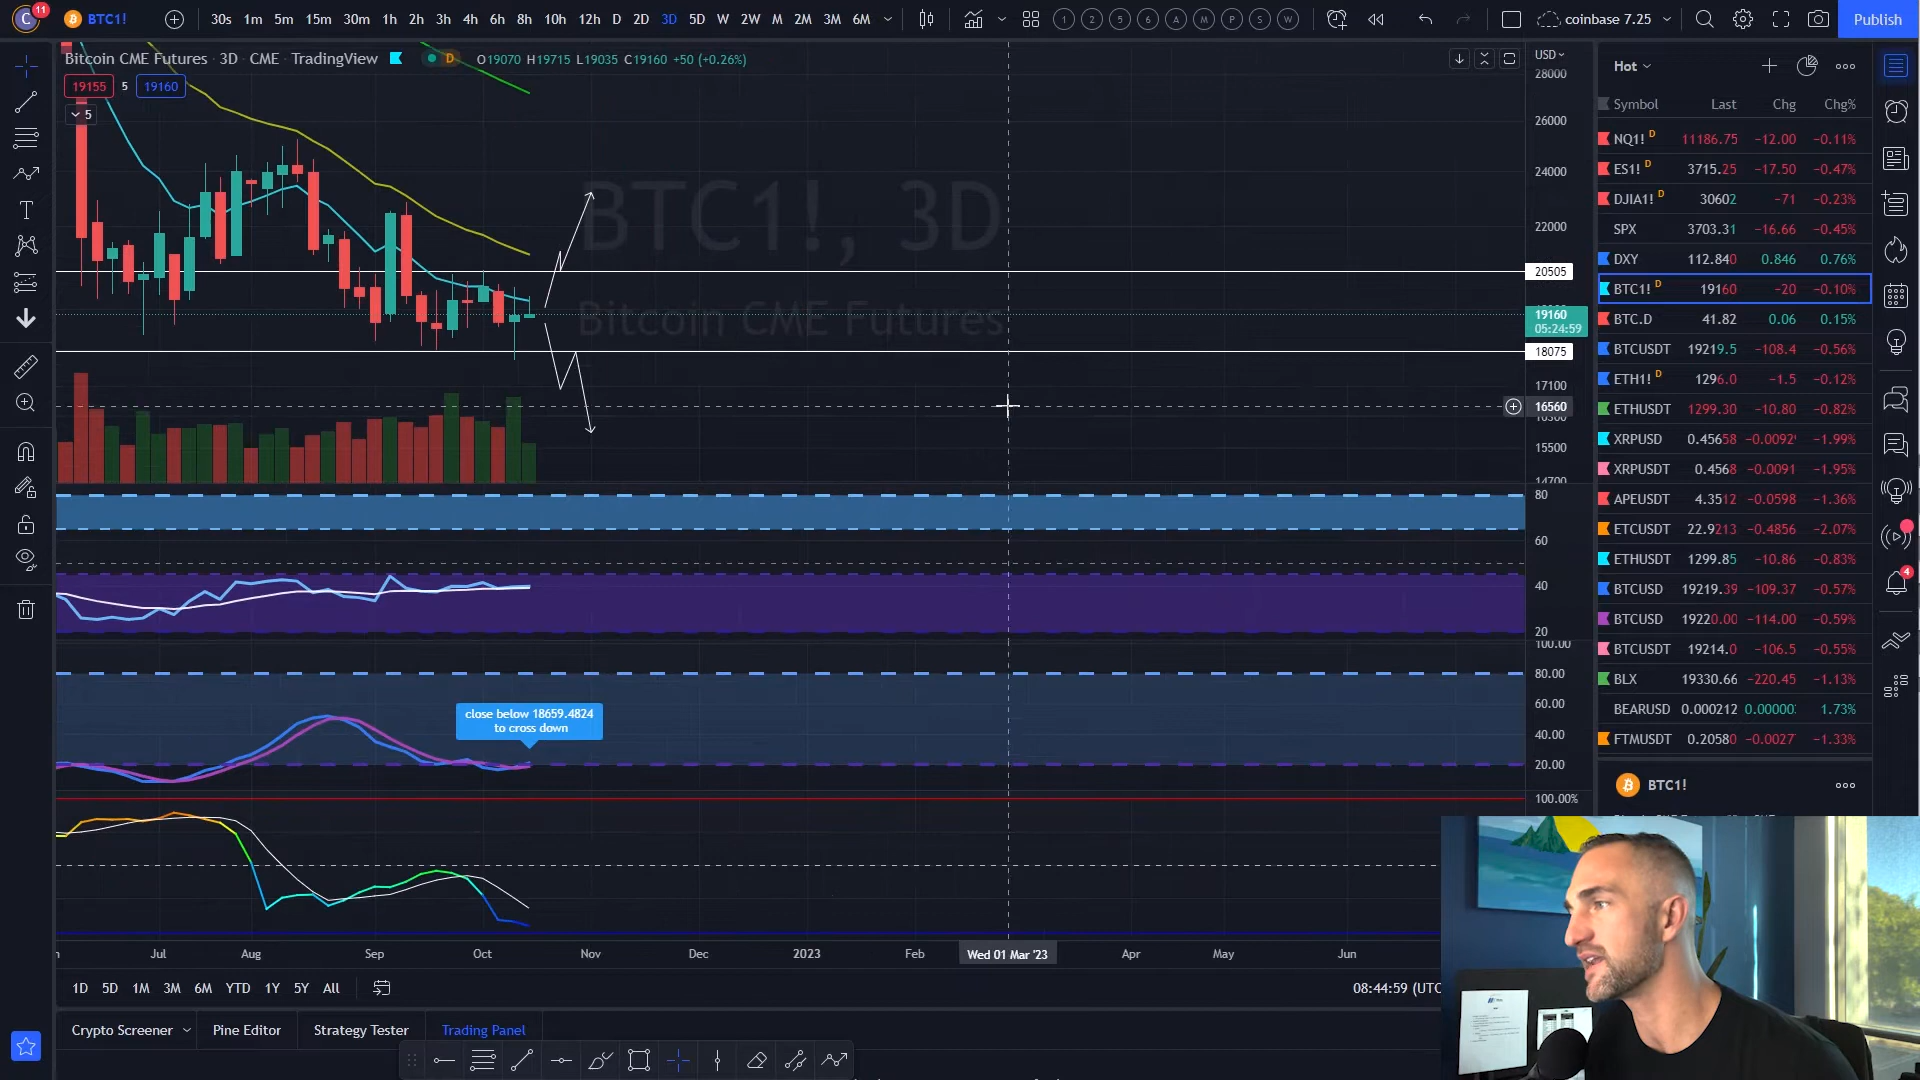 C 11 BTC1! 30s 1m 5m 15m 30m 1h 2h 3h 4h 6h 8h 10h 12h D 2D 3D 5D W 2W M 2M 3M 6M 1 2 5 6 A M P S W coinbase 7.25 Publish
Bitcoin CME Futures · 3D · CME · TradingView D O19070 H19715 L19035 C19160 +50 (+0.26%)
19155 5 19160
5
USD
28000
26000
24000
22000
20505
19160
05:24:59
18075
17100
16560
15500
14700
BTC1!, 3D
Bitcoin CME Futures
80
60
40
20
100.00
80.00
60.00
40.00
20.00
100.00%
close below 18659.4824
to cross down
Jul Aug Sep Oct Nov Dec 2023 Feb Wed 01 Mar '23 Apr May Jun
1D 5D 1M 3M 6M YTD 1Y 5Y All 08:44:59 (UTC
Crypto Screener Pine Editor Strategy Tester Trading Panel
Hot
Symbol Last Chg Chg%
NQ1! D 11186.75 −12.00 −0.11%
ES1! D 3715.25 −17.50 −0.47%
DJIA1! D 30602 −71 −0.23%
SPX 3703.31 −16.66 −0.45%
DXY 112.840 0.846 0.76%
BTC1! D 19160 −20 −0.10%
BTC.D 41.82 0.06 0.15%
BTCUSDT 19219.5 −108.4 −0.56%
ETH1! D 1296.0 −1.5 −0.12%
ETHUSDT 1299.30 −10.80 −0.82%
XRPUSD 0.45658 −0.0092 −1.99%
XRPUSDT 0.4568 −0.0091 −1.95%
APEUSDT 4.3512 −0.0598 −1.36%
ETCUSDT 22.9213 −0.4856 −2.07%
ETHUSDT 1299.85 −10.86 −0.83%
BTCUSD 19219.39 −109.37 −0.57%
BTCUSD 19220.00 −114.00 −0.59%
BTCUSDT 19214.0 −106.5 −0.55%
BLX 19330.66 −220.45 −1.13%
BEARUSD 0.000212 0.00000 1.73%
FTMUSDT 0.20580 −0.0027 −1.33%
BTC1!
4